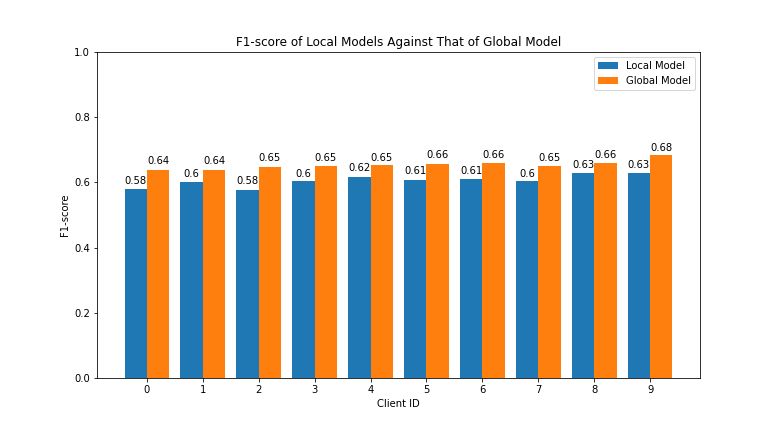 F1-score of Local Models Against That of Global Model
1.0
0.8
0.6
0.4
0.2
0.0
F1-score
Local Model
Global Model
0.58 0.64 0.6 0.64 0.58 0.65 0.6 0.65 0.62 0.65 0.61 0.66 0.61 0.66 0.6 0.65 0.63 0.66 0.63 0.68
0 1 2 3 4 5 6 7 8 9
Client ID